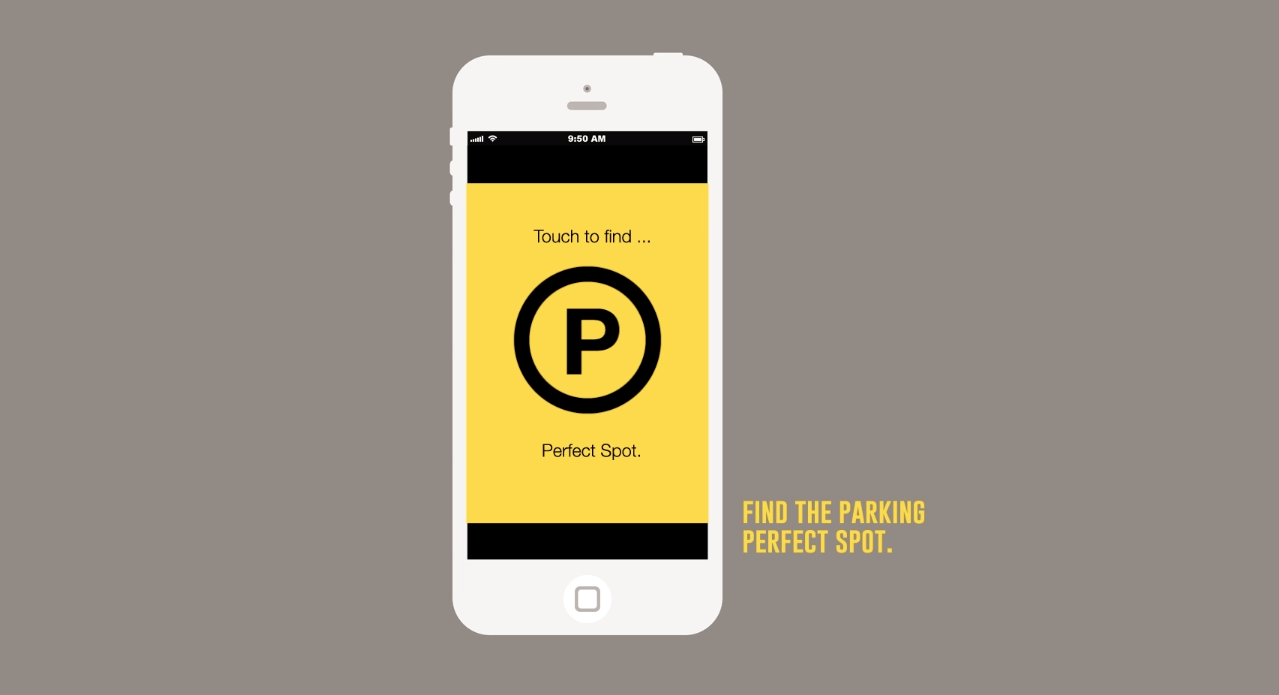 9:50 AM
Touch to find ...
P
Perfect Spot.
FIND THE PARKING
PERFECT SPOT.